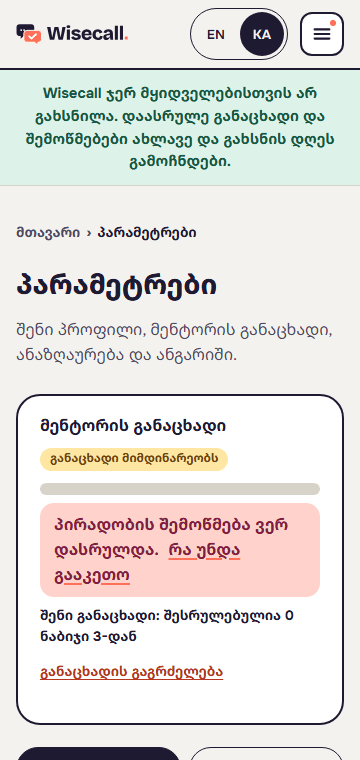 Wisecall.
EN
KA
Wisecall ჯერ მყიდველებისთვის არ
გახსნილა. დაასრულე განაცხადი და
შემოწმებები ახლავე და გახსნის დღეს
გამოჩნდები.
მთავარი › პარამეტრები
პარამეტრები
შენი პროფილი, მენტორის განაცხადი,
ანაზღაურება და ანგარიში.
მენტორის განაცხადი
განაცხადი მიმდინარეობს
პირადობის შემოწმება ვერ
დასრულდა. რა უნდა
გააკეთო
შენი განაცხადი: შესრულებულია 0
ნაბიჯი 3-დან
განაცხადის გაგრძელება